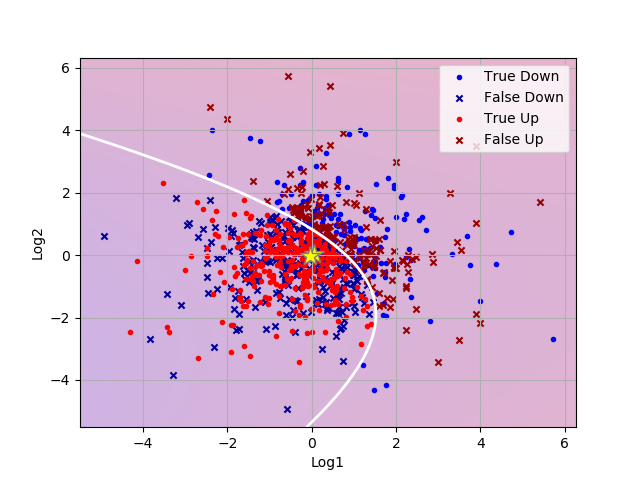 6
4
2
0
−2
−4
Log2
True Down
False Down
True Up
False Up
−4 −2 0 2 4 6
Log1